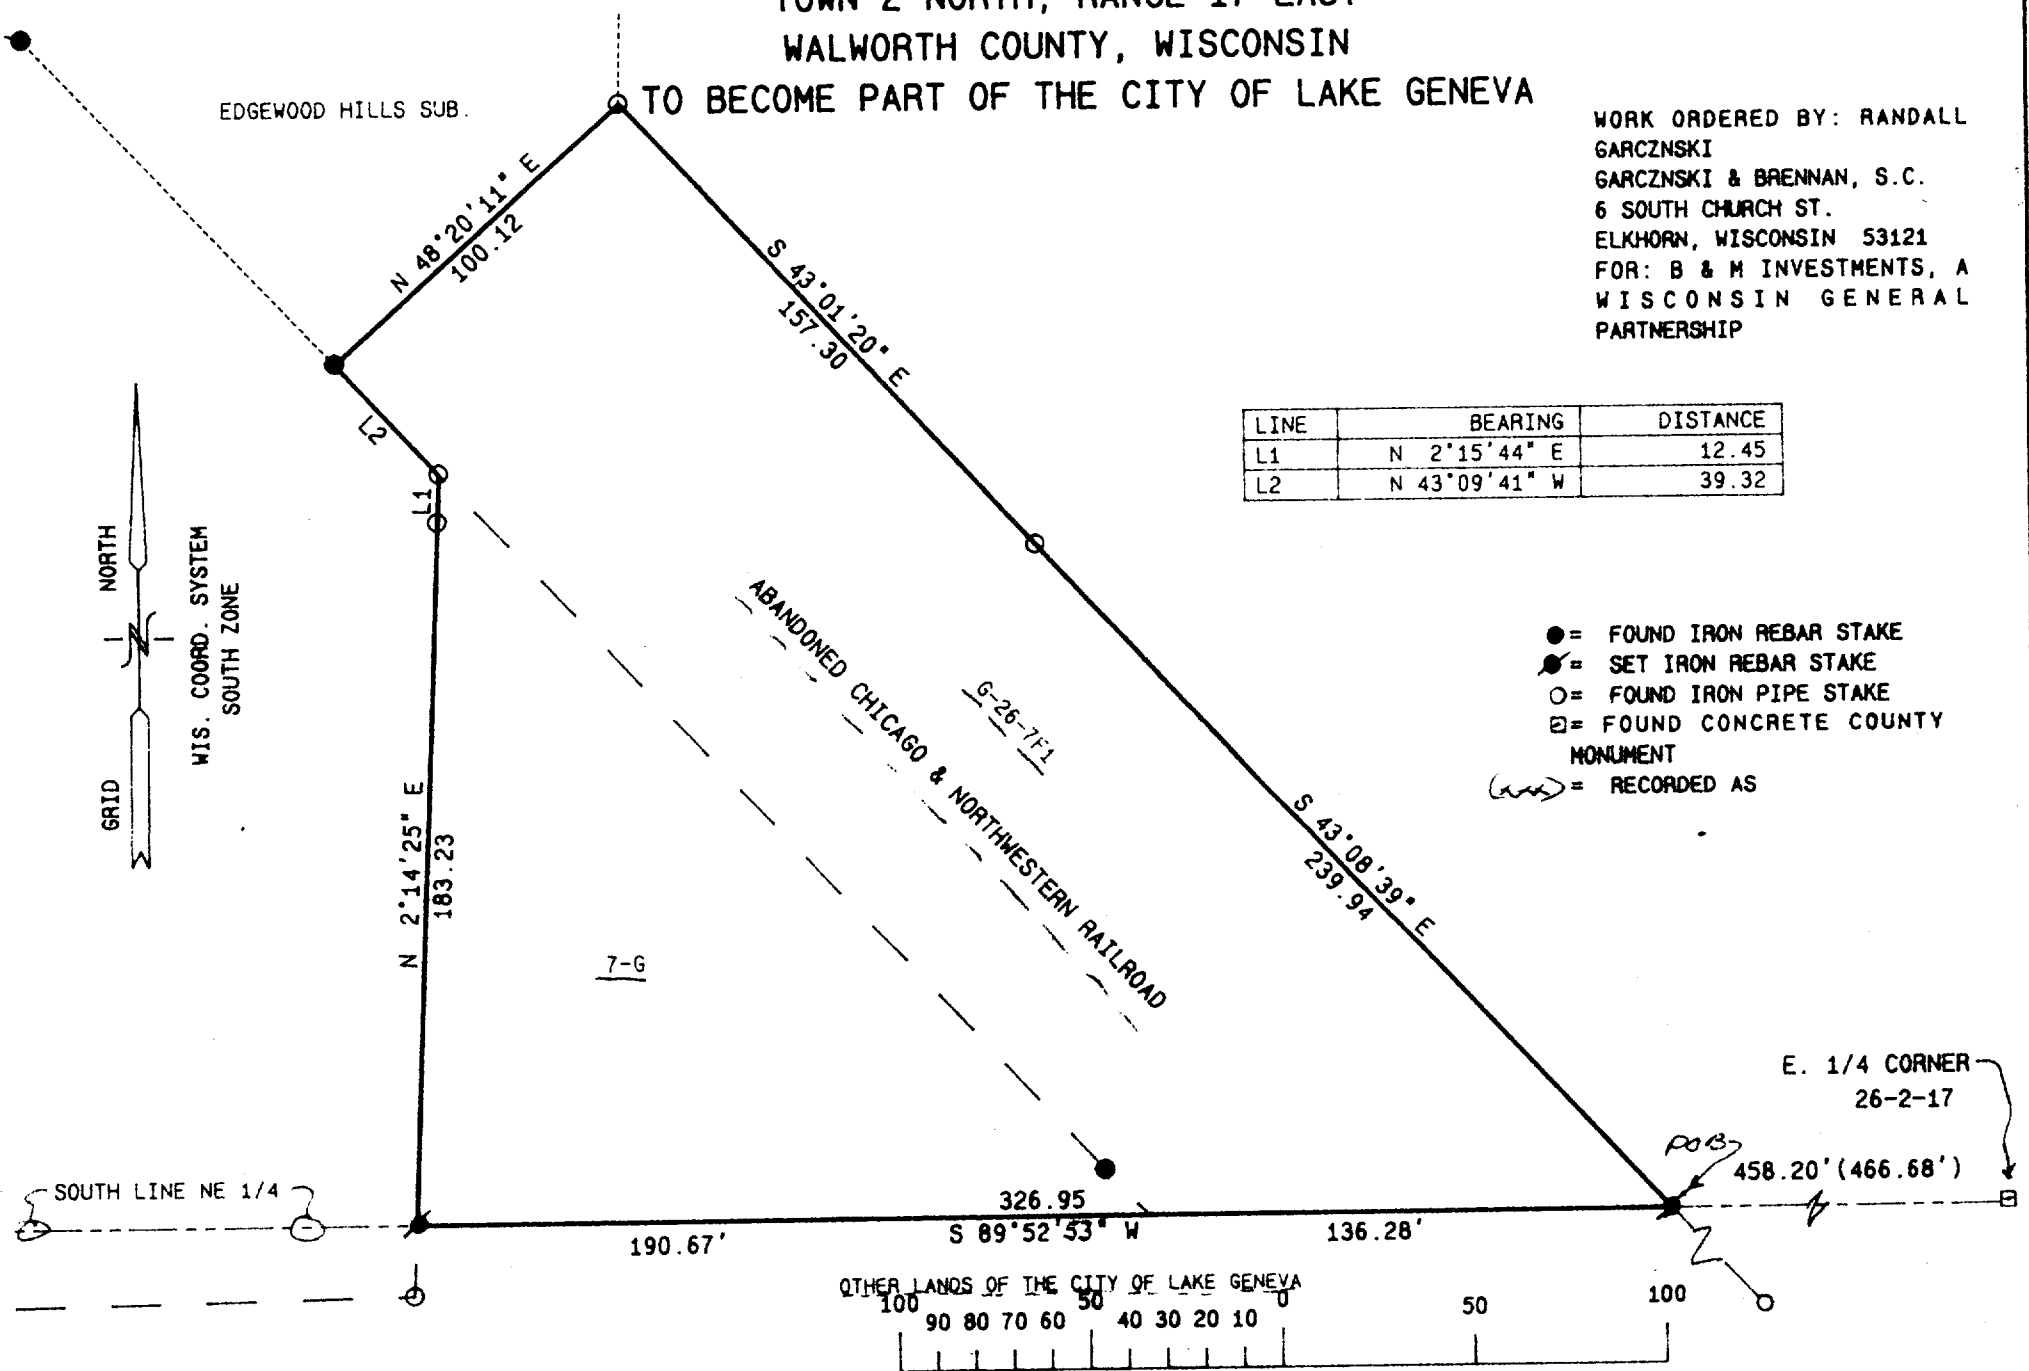 TOWN 2 NORTH, RANGE 17 EAST
WALWORTH COUNTY, WISCONSIN
TO BECOME PART OF THE CITY OF LAKE GENEVA
EDGEWOOD HILLS SUB.
WORK ORDERED BY: RANDALL
GARCZNSKI
GARCZNSKI & BRENNAN, S.C.
6 SOUTH CHURCH ST.
ELKHORN, WISCONSIN 53121
FOR: B & M INVESTMENTS, A
WISCONSIN GENERAL
PARTNERSHIP
N 48°20'11" E
100.12
S 43°01'20" E
157.30
L2
L1
LINE BEARING DISTANCE
L1 N 2°15'44" E 12.45
L2 N 43°09'41" W 39.32
GRID NORTH
WIS. COORD. SYSTEM
SOUTH ZONE
ABANDONED CHICAGO & NORTHWESTERN RAILROAD
G-26-7F1
= FOUND IRON REBAR STAKE
= SET IRON REBAR STAKE
= FOUND IRON PIPE STAKE
= FOUND CONCRETE COUNTY
MONUMENT
(xxx) = RECORDED AS
N 2°14'25" E
183.23
S 43°08'39" E
239.94
7-G
E. 1/4 CORNER
26-2-17
POB
458.20'(466.68')
SOUTH LINE NE 1/4
326.95
S 89°52'53" W
190.67'
136.28'
OTHER LANDS OF THE CITY OF LAKE GENEVA
100 50 0 50 100
90 80 70 60 40 30 20 10